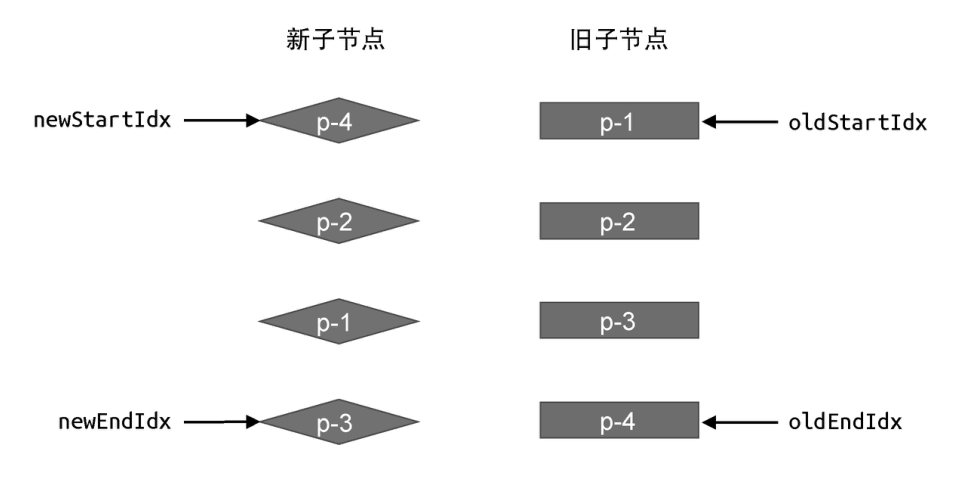 新子节点 旧子节点
newStartIdx p-4 p-1 oldStartIdx
p-2 p-2
p-1 p-3
newEndIdx p-3 p-4 oldEndIdx